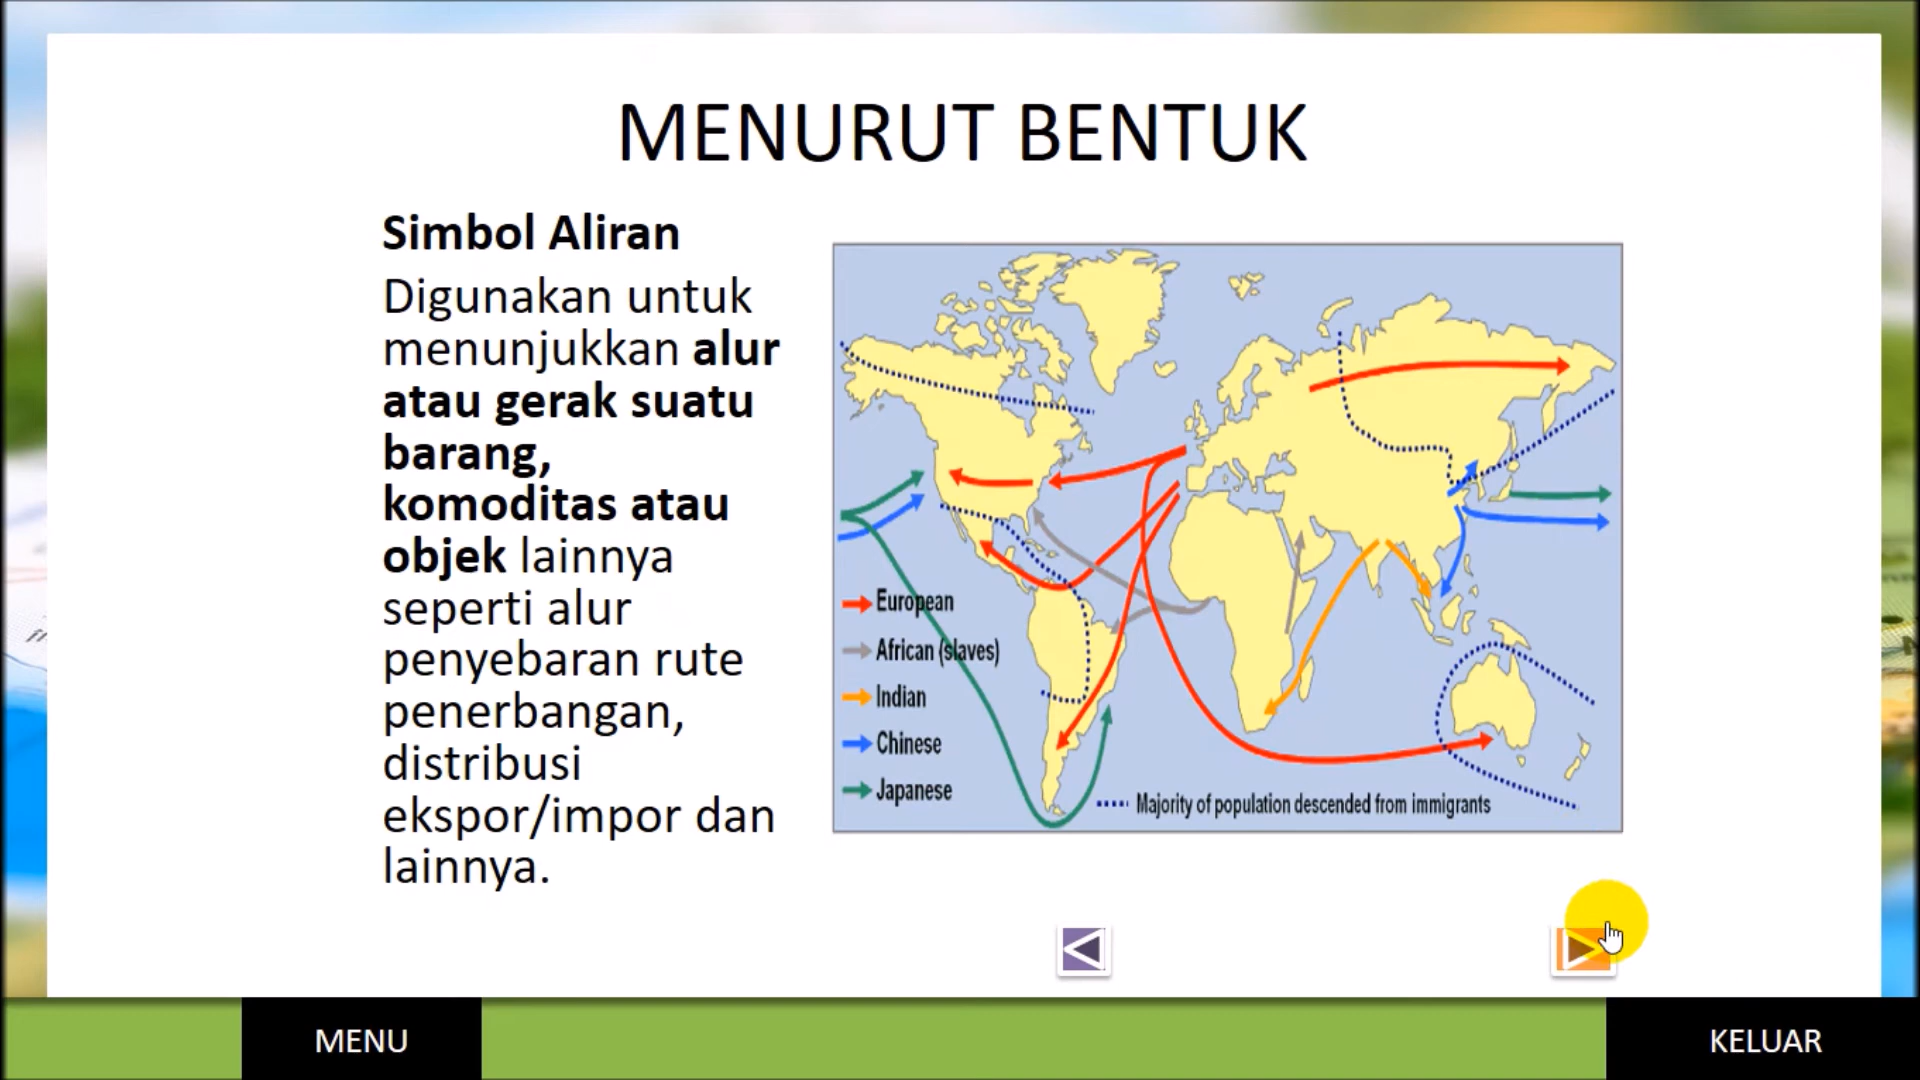 MENURUT BENTUK
Simbol Aliran
Digunakan untuk
menunjukkan alur
atau gerak suatu
barang,
komoditas atau
objek lainnya
seperti alur
penyebaran rute
penerbangan,
distribusi
ekspor/impor dan
lainnya.
European
African (slaves)
Indian
Chinese
Japanese
Majority of population descended from immigrants
MENU
KELUAR